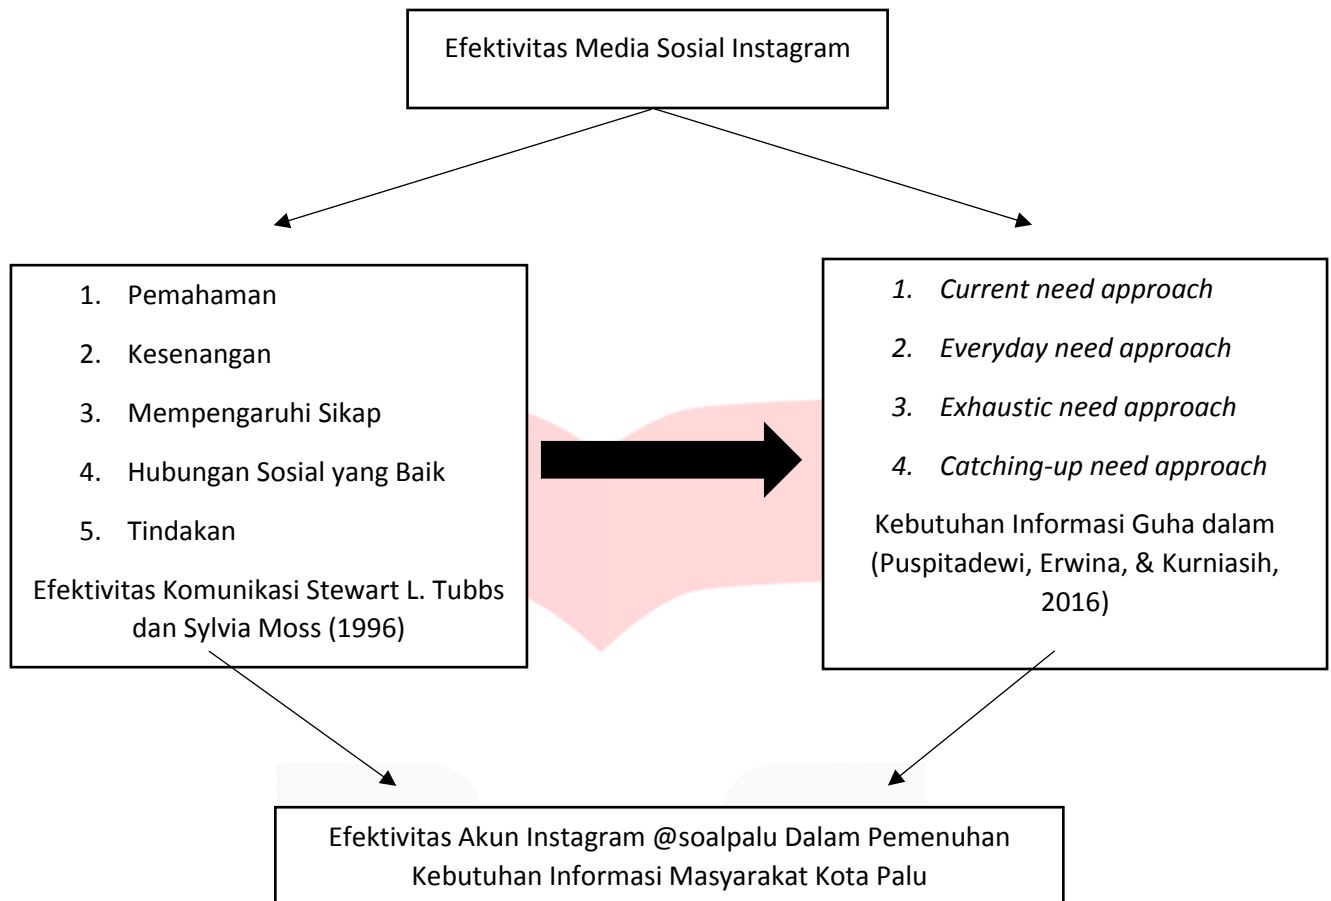 Efektivitas Media Sosial Instagram
1. Pemahaman
2. Kesenangan
3. Mempengaruhi Sikap
4. Hubungan Sosial yang Baik
5. Tindakan
Efektivitas Komunikasi Stewart L. Tubbs
dan Sylvia Moss (1996)
1. Current need approach
2. Everyday need approach
3. Exhaustic need approach
4. Catching-up need approach
Kebutuhan Informasi Guha dalam
(Puspitadewi, Erwina, & Kurniasih,
2016)
Efektivitas Akun Instagram @soalpalu Dalam Pemenuhan
Kebutuhan Informasi Masyarakat Kota Palu